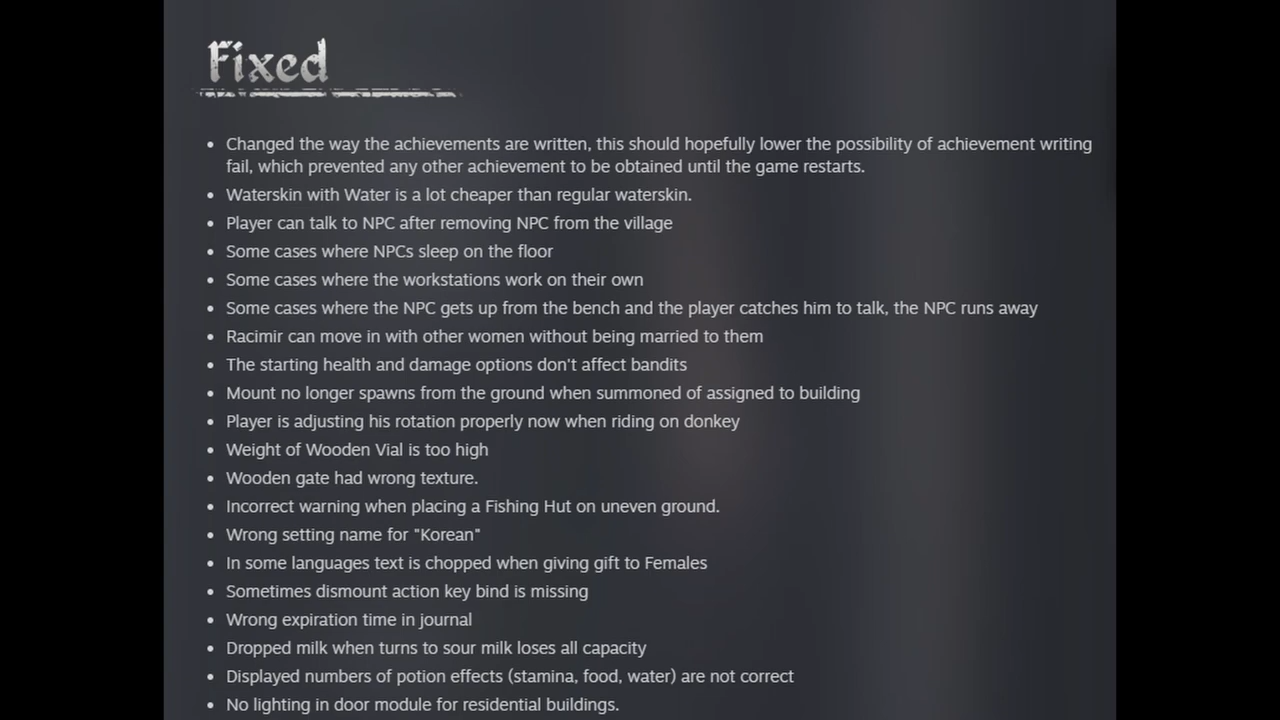 Fixed
Changed the way the achievements are written, this should hopefully lower the possibility of achievement writing
fail, which prevented any other achievement to be obtained until the game restarts.
Waterskin with Water is a lot cheaper than regular waterskin.
Player can talk to NPC after removing NPC from the village
Some cases where NPCs sleep on the floor
Some cases where the workstations work on their own
Some cases where the NPC gets up from the bench and the player catches him to talk, the NPC runs away
Racimir can move in with other women without being married to them
The starting health and damage options don't affect bandits
Mount no longer spawns from the ground when summoned of assigned to building
Player is adjusting his rotation properly now when riding on donkey
Weight of Wooden Vial is too high
Wooden gate had wrong texture.
Incorrect warning when placing a Fishing Hut on uneven ground.
Wrong setting name for "Korean"
In some languages text is chopped when giving gift to Females
Sometimes dismount action key bind is missing
Wrong expiration time in journal
Dropped milk when turns to sour milk loses all capacity
Displayed numbers of potion effects (stamina, food, water) are not correct
No lighting in door module for residential buildings.